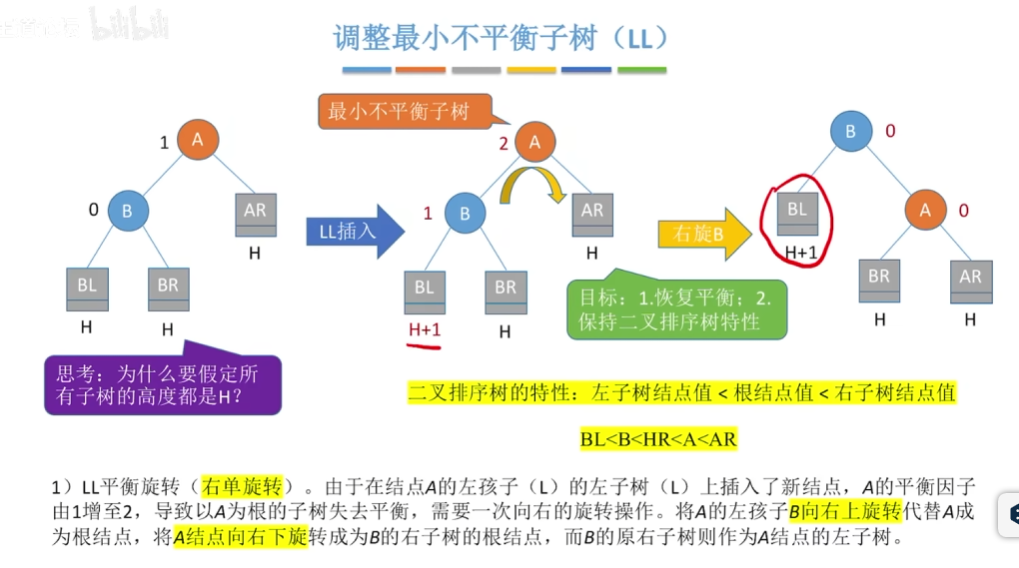 bilibili
调整最小不平衡子树（LL）
最小不平衡子树
1 A
0 B
AR
H
BL
BR
H
H
LL插入
2 A
1 B
AR
H
BL
BR
H+1
H
右旋B
B 0
BL
H+1
A 0
BR
AR
H
H
思考：为什么要假定所
有子树的高度都是H？
目标：1.恢复平衡；2.
保持二叉排序树特性
二叉排序树的特性：左子树结点值 < 根结点值 < 右子树结点值
BL<B<HR<A<AR
1）LL平衡旋转（右单旋转）。由于在结点A的左孩子（L）的左子树（L）上插入了新结点，A的平衡因子
由1增至2，导致以A为根的子树失去平衡，需要一次向右的旋转操作。将A的左孩子B向右上旋转代替A成
为根结点，将A结点向右下旋转成为B的右子树的根结点，而B的原右子树则作为A结点的左子树。